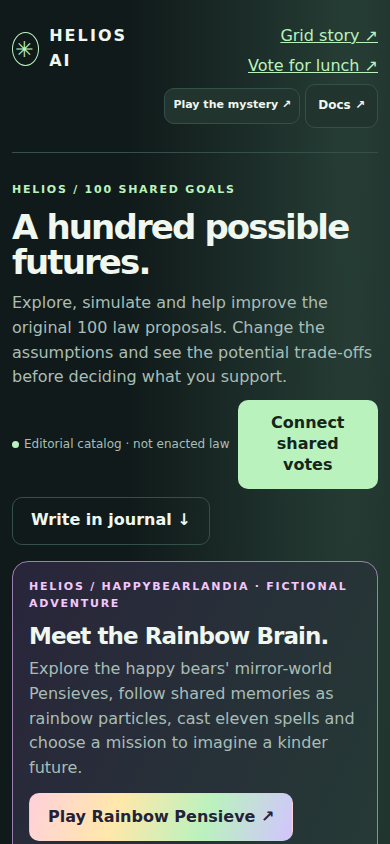 HELIOS
AI
Grid story ↗
Vote for lunch ↗
Play the mystery ↗
Docs ↗
HELIOS / 100 SHARED GOALS
A hundred possible
futures.
Explore, simulate and help improve the
original 100 law proposals. Change the
assumptions and see the potential trade-offs
before deciding what you support.
Editorial catalog · not enacted law
Connect
shared
votes
Write in journal ↓
HELIOS / HAPPYBEARLANDIA · FICTIONAL
ADVENTURE
Meet the Rainbow Brain.
Explore the happy bears' mirror-world
Pensieves, follow shared memories as
rainbow particles, cast eleven spells and
choose a mission to imagine a kinder
future.
Play Rainbow Pensieve ↗